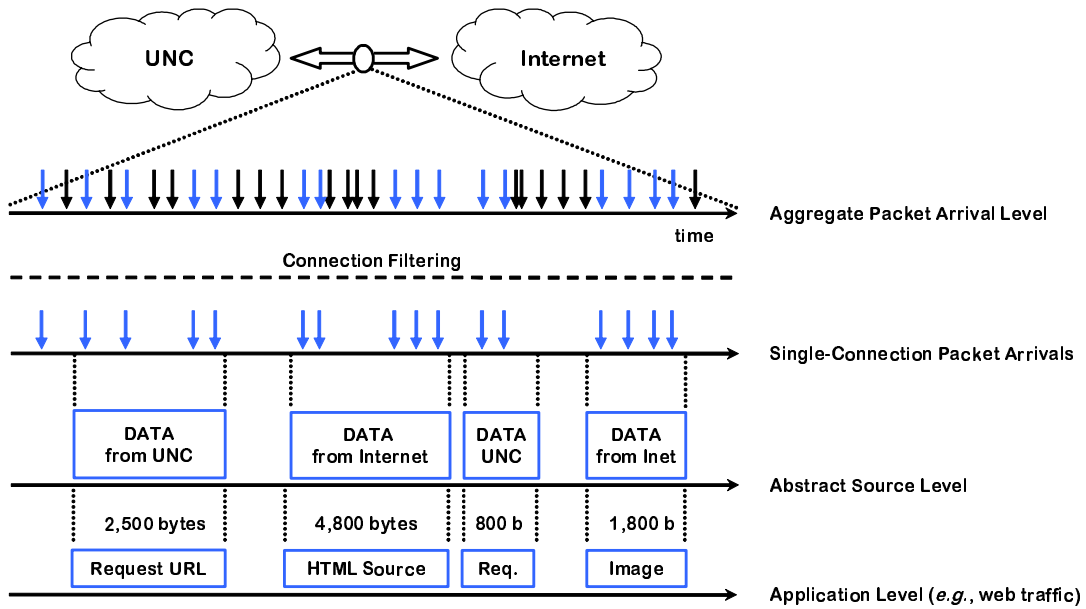 UNC
Internet
Aggregate Packet Arrival Level
time
Connection Filtering
Single-Connection Packet Arrivals
DATA
from UNC
DATA
from Internet
DATA
UNC
DATA
from Inet
Abstract Source Level
2,500 bytes
4,800 bytes
800 b
1,800 b
Request URL
HTML Source
Req.
Image
Application Level (e.g., web traffic)